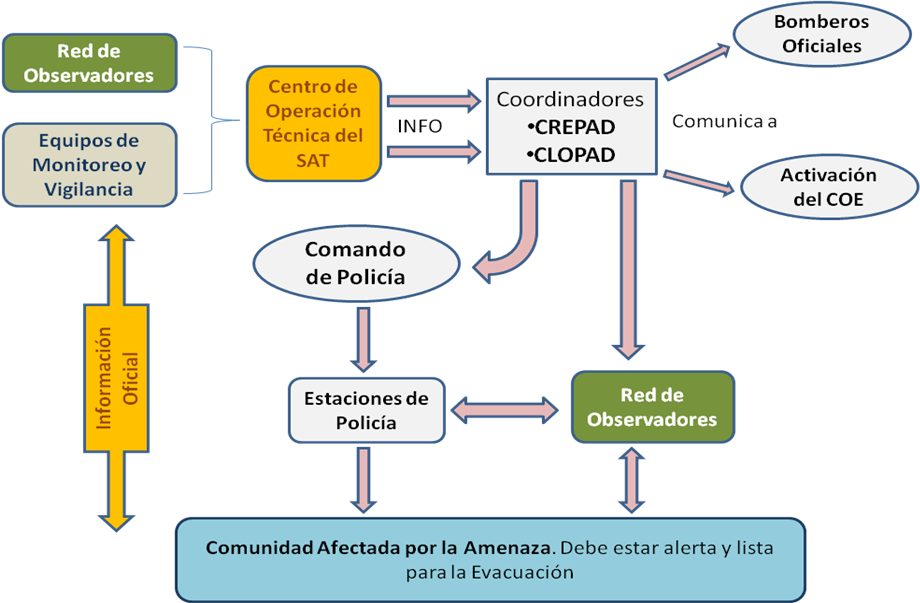 Red de
Observadores
Equipos de
Monitoreo y
Vigilancia
Centro de
Operación
Técnica del
SAT
INFO
Coordinadores
•CREPAD
•CLOPAD
Comunica a
Bomberos
Oficiales
Activación
del COE
Comando
de Policía
Información
Oficial
Estaciones de
Policía
Red de
Observadores
Comunidad Afectada por la Amenaza. Debe estar alerta y lista
para la Evacuación